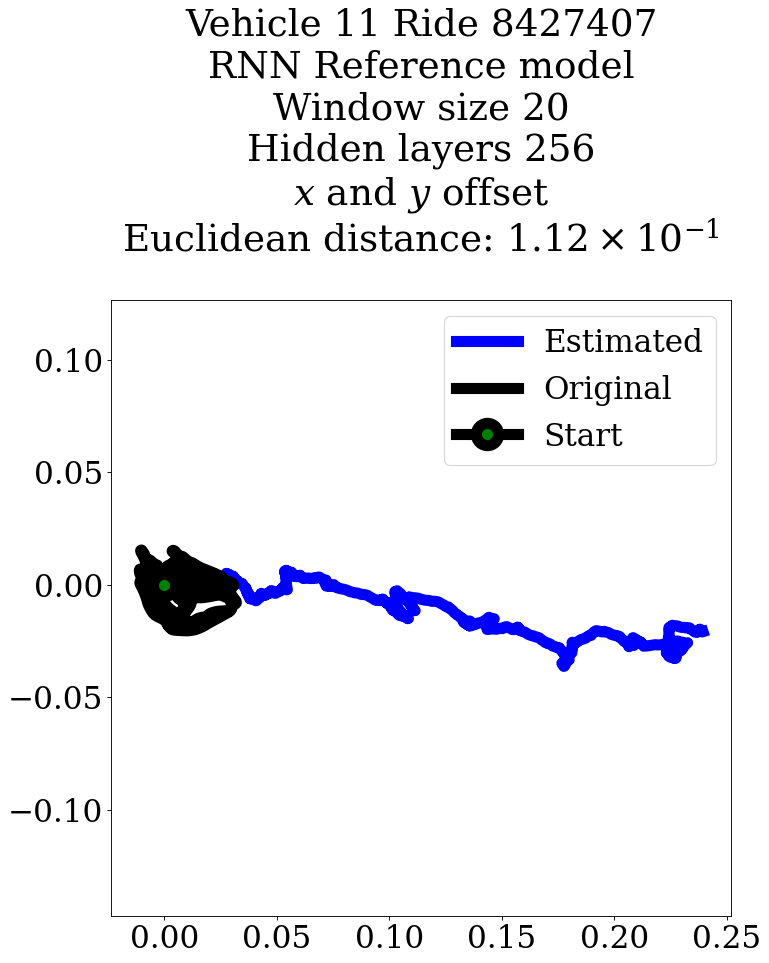 Vehicle 11 Ride 8427407
RNN Reference model
Window size 20
Hidden layers 256
x and y offset
Euclidean distance: 1.12 × 10⁻¹
Estimated
Original
Start
0.10
0.05
0.00
−0.05
−0.10
0.00 0.05 0.10 0.15 0.20 0.25